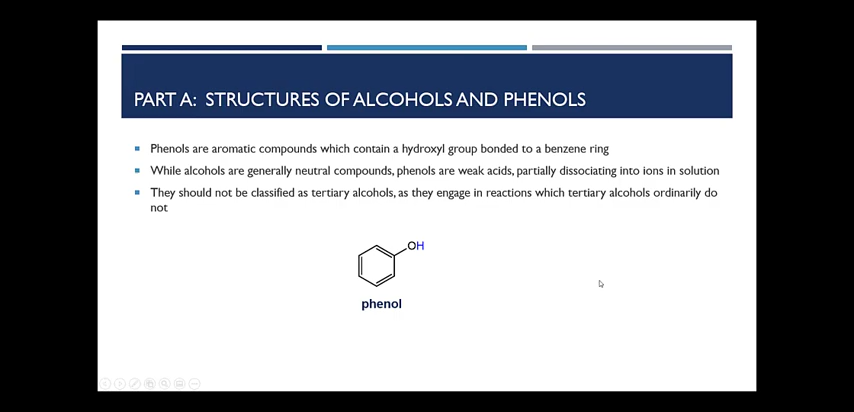 PART A: STRUCTURES OF ALCOHOLS AND PHENOLS
Phenols are aromatic compounds which contain a hydroxyl group bonded to a benzene ring
While alcohols are generally neutral compounds, phenols are weak acids, partially dissociating into ions in solution
They should not be classified as tertiary alcohols, as they engage in reactions which tertiary alcohols ordinarily do
not
OH
phenol